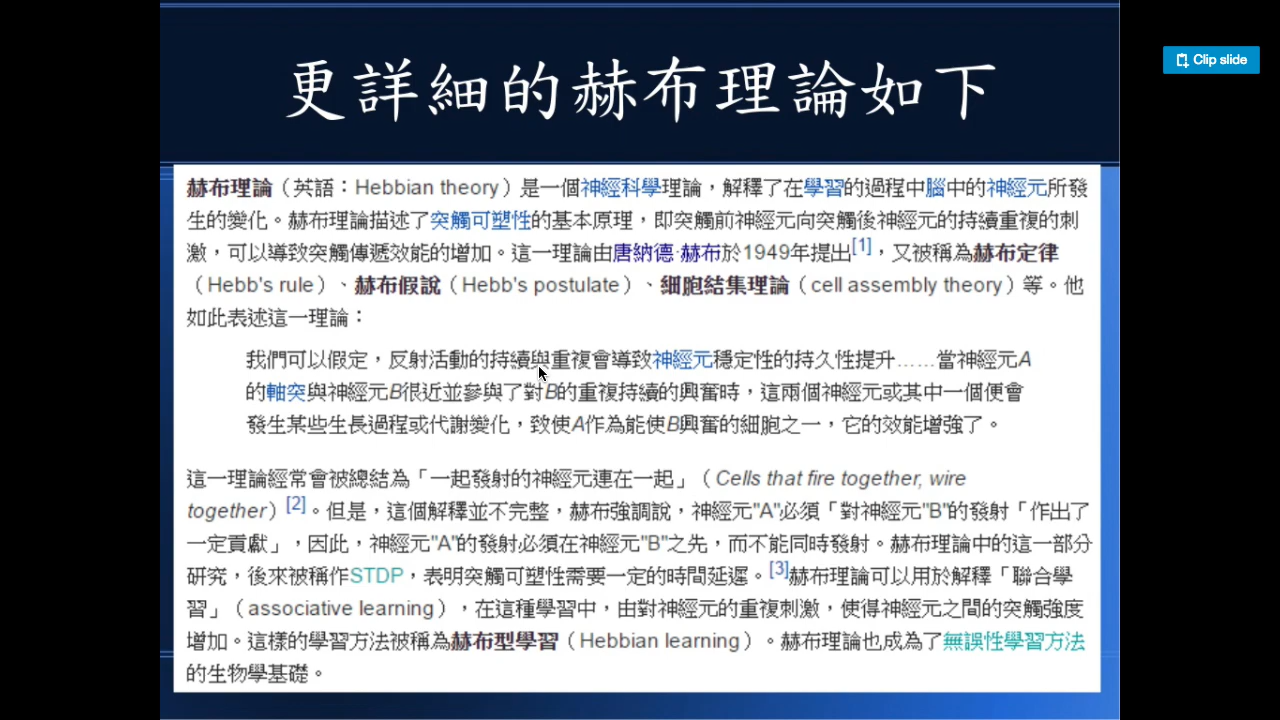 更詳細的赫布理論如下
Clip slide
赫布理論（英語：Hebbian theory）是一個神經科學理論，解釋了在學習的過程中腦中的神經元所發
生的變化。赫布理論描述了突觸可塑性的基本原理，即突觸前神經元向突觸後神經元的持續重複的刺
激，可以導致突觸傳遞效能的增加。這一理論由唐納德·赫布於1949年提出[1]，又被稱為赫布定律
（Hebb's rule）、赫布假說（Hebb's postulate）、細胞結集理論（cell assembly theory）等。他
如此表述這一理論：
我們可以假定，反射活動的持續與重複會導致神經元穩定性的持久性提升……當神經元A
的軸突與神經元B很近並參與了對B的重複持續的興奮時，這兩個神經元或其中一個便會
發生某些生長過程或代謝變化，致使A作為能使B興奮的細胞之一，它的效能增強了。
這一理論經常會被總結為「一起發射的神經元連在一起」（Cells that fire together, wire
together）[2]。但是，這個解釋並不完整，赫布強調說，神經元"A"必須「對神經元"B"的發射「作出了
一定貢獻」，因此，神經元"A"的發射必須在神經元"B"之先，而不能同時發射。赫布理論中的這一部分
研究，後來被稱作STDP，表明突觸可塑性需要一定的時間延遲。[3]赫布理論可以用於解釋「聯合學
習」（associative learning），在這種學習中，由對神經元的重複刺激，使得神經元之間的突觸強度
增加。這樣的學習方法被稱為赫布型學習（Hebbian learning）。赫布理論也成為了無誤性學習方法
的生物學基礎。